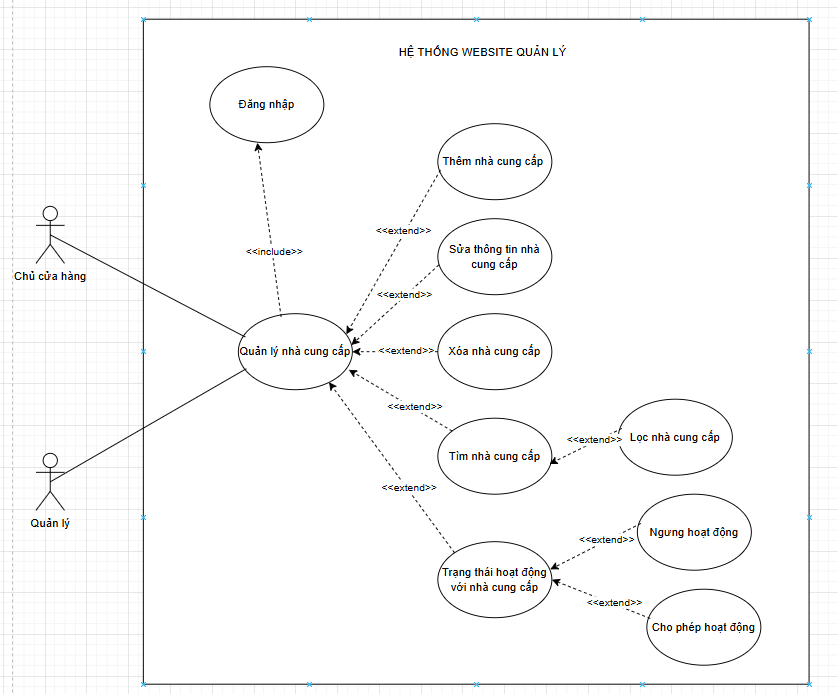 HỆ THỐNG WEBSITE QUẢN LÝ
Đăng nhập
Thêm nhà cung cấp
<<extend>>
Sửa thông tin nhà
cung cấp
<<include>>
Chủ cửa hàng
<<extend>>
Quản lý nhà cung cấp
<<extend>>
Xóa nhà cung cấp
<<extend>>
Tìm nhà cung cấp
<<extend>>
Lọc nhà cung cấp
<<extend>>
Quản lý
Ngưng hoạt động
<<extend>>
Trạng thái hoạt động
với nhà cung cấp
<<extend>>
Cho phép hoạt động